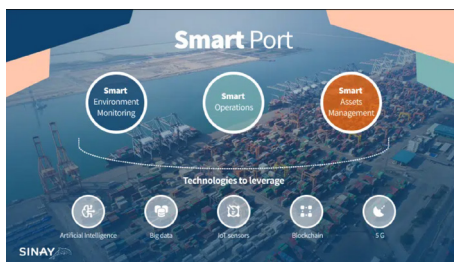 Smart Port
Smart
Environment
Monitoring
Smart
Operations
Smart
Assets
Management
Technologies to leverage
Artificial Intelligence
Big data
IoT sensors
Blockchain
5 G
SINAY